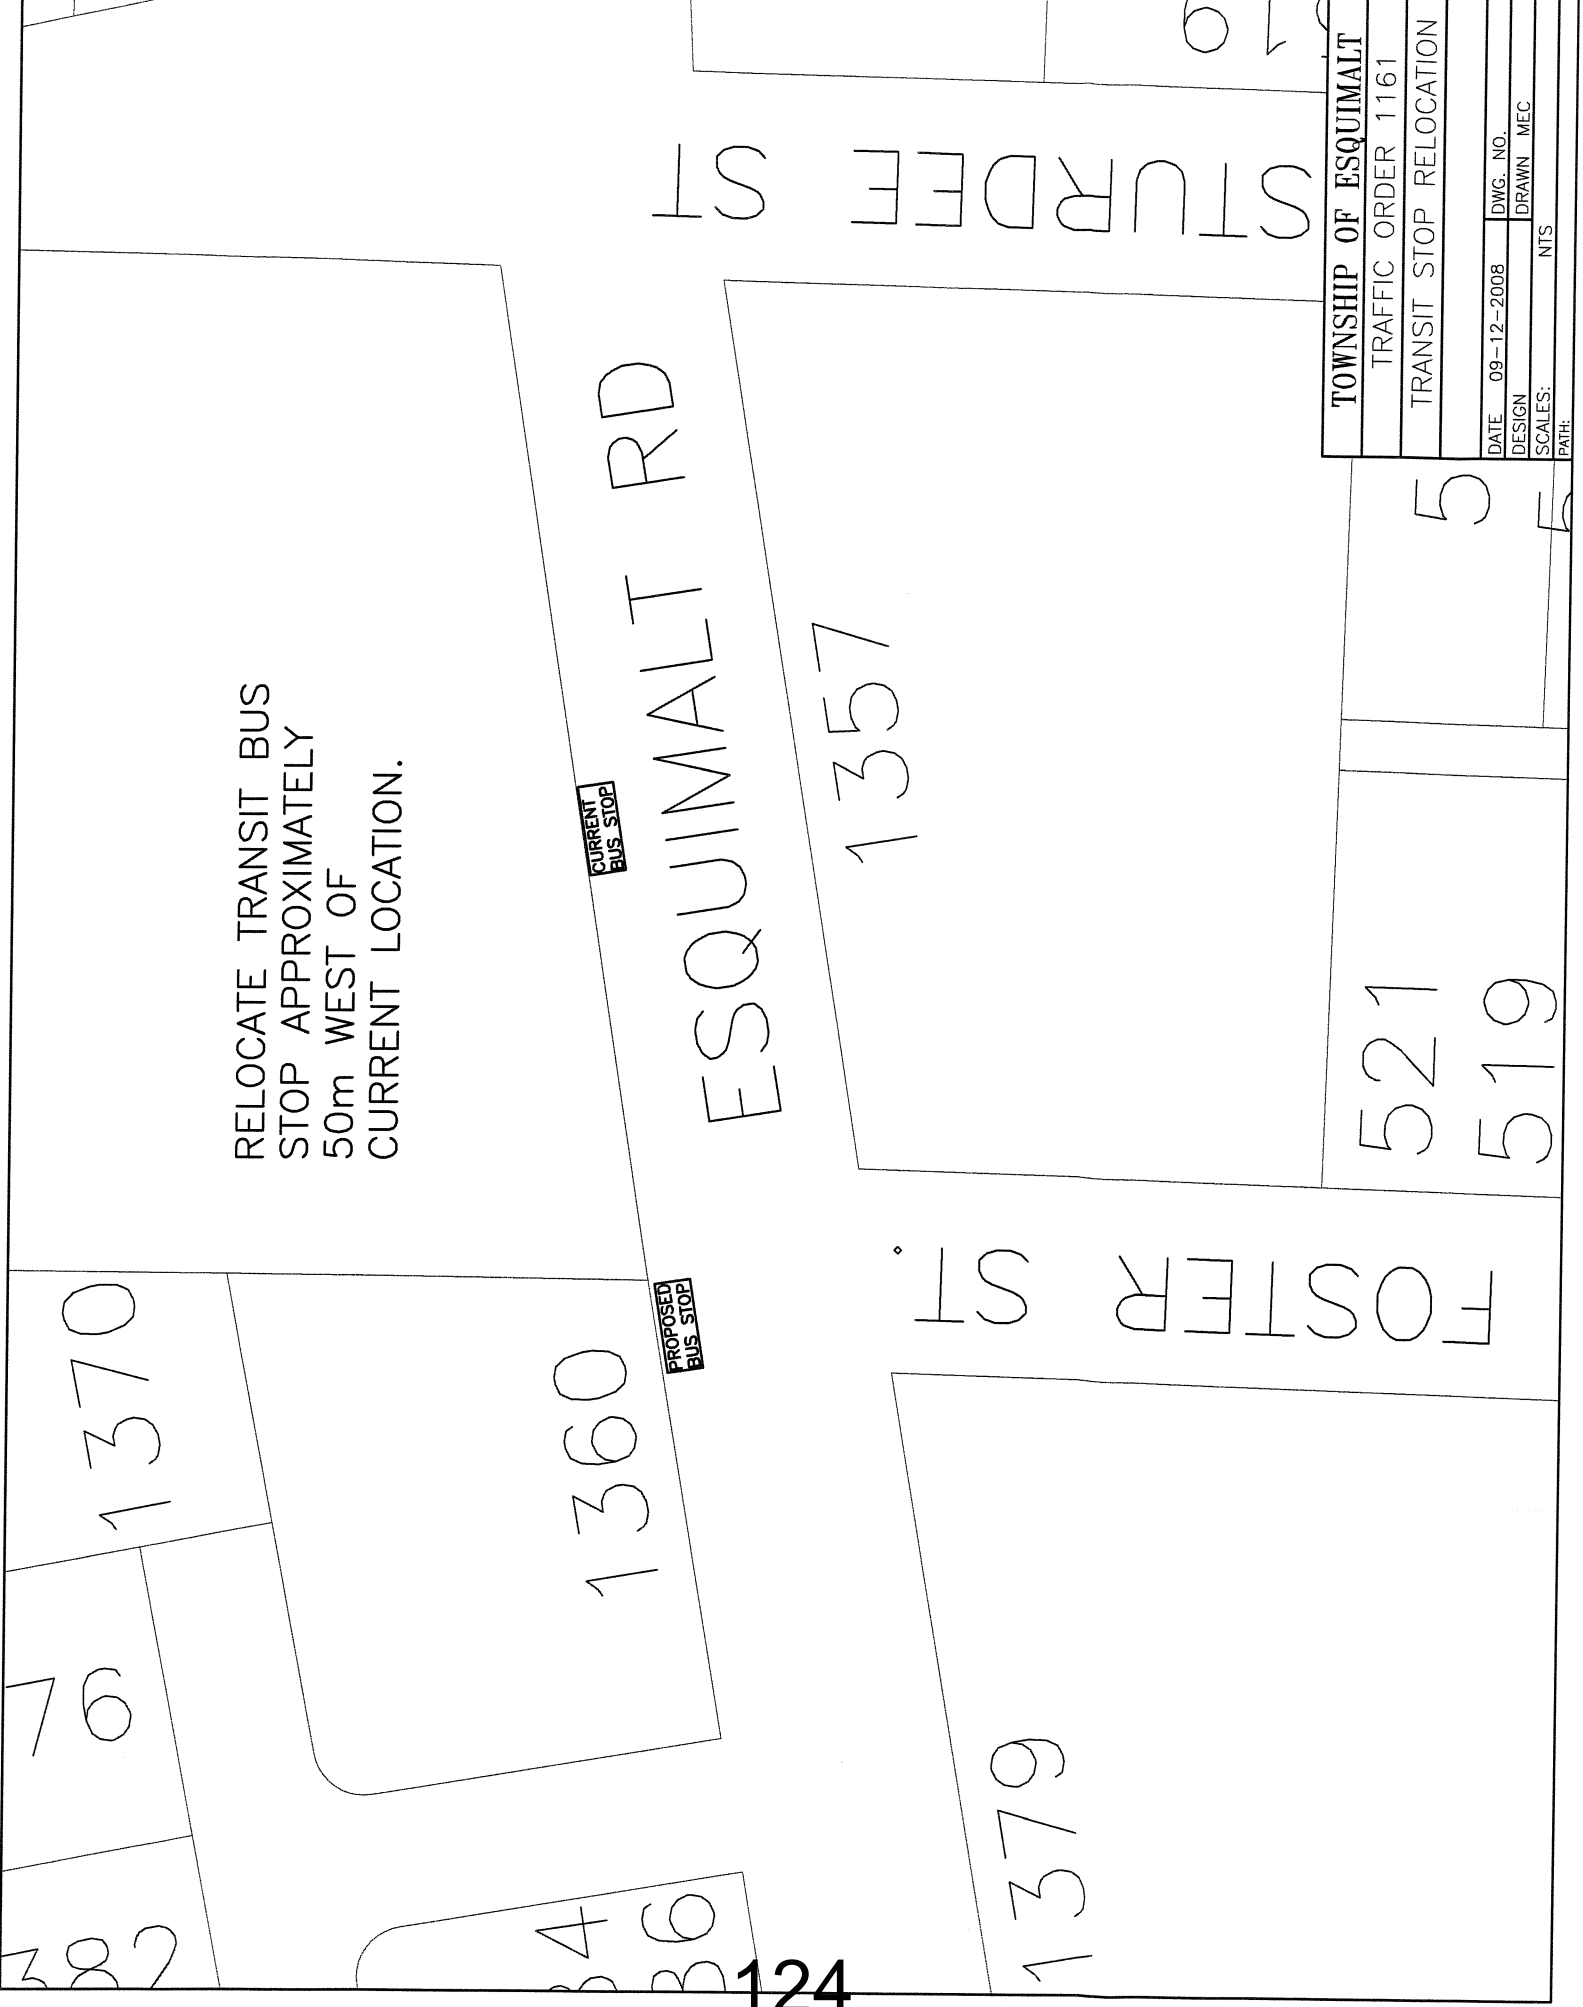 RELOCATE TRANSIT BUS
STOP APPROXIMATELY
50m WEST OF
CURRENT LOCATION.
1370
76
382
1360
CURRENT
BUS STOP
PROPOSED
BUS STOP
ESQUIMALT RD
STURDEE ST
FOSTER ST.
1357
1379
521
519
5
TOWNSHIP OF ESQUIMALT
TRAFFIC ORDER 1161
TRANSIT STOP RELOCATION
DATE 09-12-2008 DWG. NO.
DESIGN DRAWN MEC
SCALES: NTS
PATH:
124